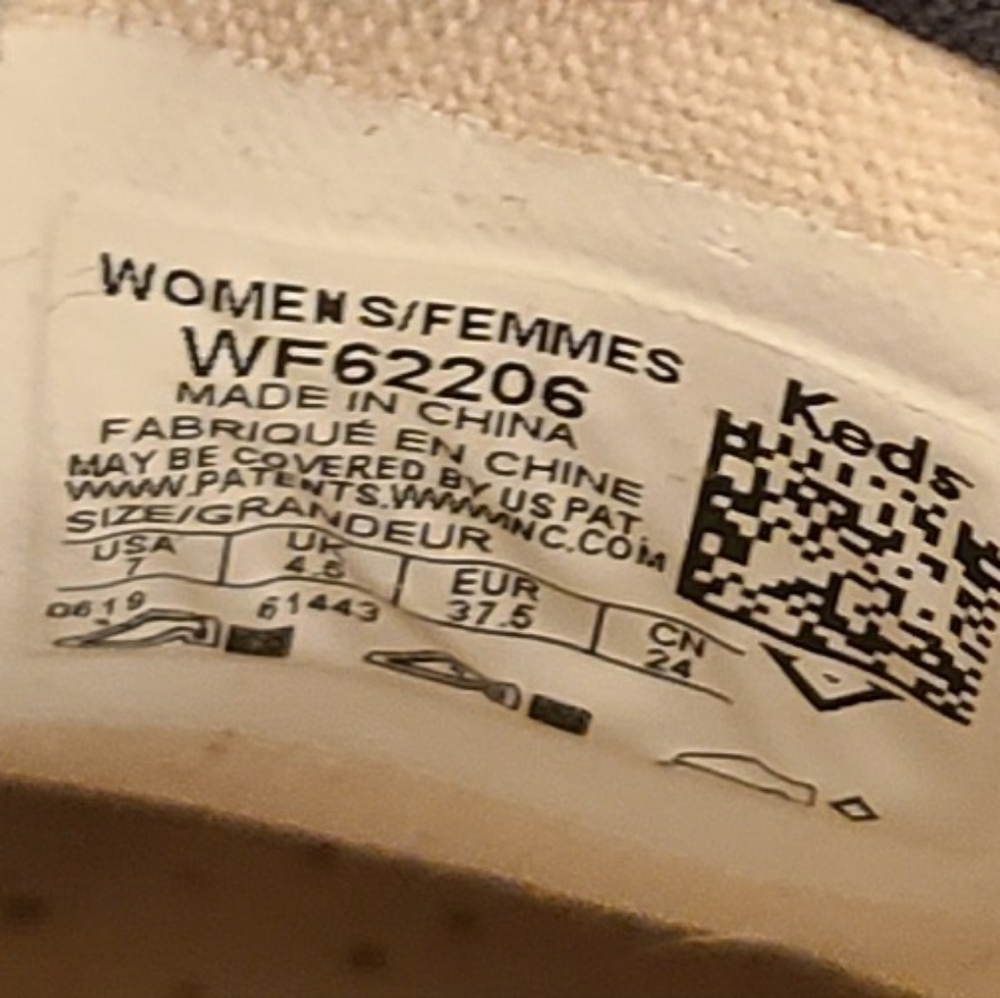 WOMENS/FEMMES
WF62206
MADE IN CHINA
FABRIQUÉ EN CHINE
MAY BE COVERED BY US PAT
WWW.PATENTS.WWWINC.COM
SIZE/GRANDEUR
USA UK EUR CN
7 4.5 37.5 24
0619 61443
Keds